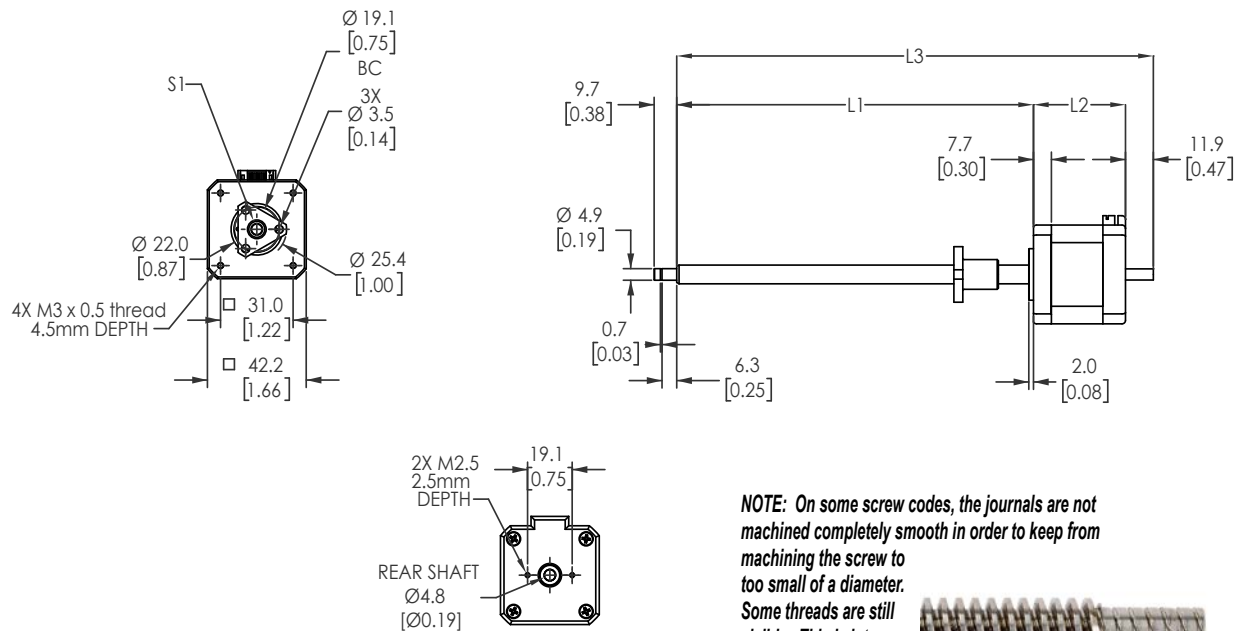 Ø 19.1
[0.75]
BC
3X
Ø 3.5
[0.14]
S1
Ø 22.0
[0.87]
Ø 25.4
[1.00]
4X M3 x 0.5 thread
4.5mm DEPTH
□ 31.0
[1.22]
□ 42.2
[1.66]
L3
9.7
[0.38]
L1
L2
7.7
[0.30]
11.9
[0.47]
Ø 4.9
[0.19]
0.7
[0.03]
6.3
[0.25]
2.0
[0.08]
2X M2.5
2.5mm
DEPTH
19.1
0.75
REAR SHAFT
Ø4.8
[Ø0.19]
NOTE: On some screw codes, the journals are not
machined completely smooth in order to keep from
machining the screw to
too small of a diameter.
Some threads are still